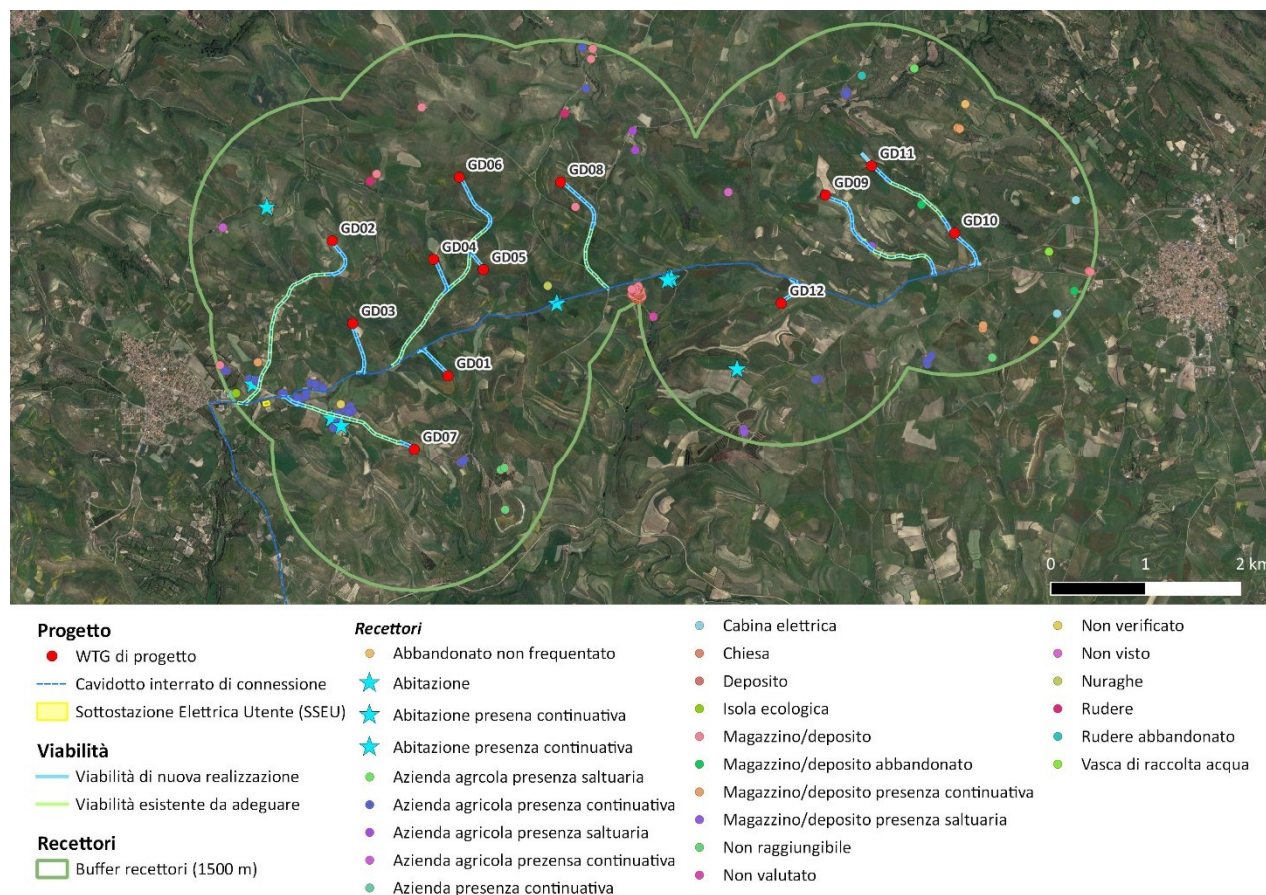 GD11
GD06
GD08
GD09
GD02
GD10
GD04
GD05
GD12
GD03
GD01
GD07
0 1 2 km
Progetto
WTG di progetto
Cavidotto interrato di connessione
Sottostazione Elettrica Utente (SSEU)
Viabilità
Viabilità di nuova realizzazione
Viabilità esistente da adeguare
Recettori
Buffer recettori (1500 m)
Recettori
Abbandonato non frequentato
Abitazione
Abitazione presena continuativa
Abitazione presenza continuativa
Azienda agrcola presenza saltuaria
Azienda agricola presenza continuativa
Azienda agricola presenza saltuaria
Azienda agricola prezensa continuativa
Azienda presenza continuativa
Cabina elettrica
Chiesa
Deposito
Isola ecologica
Magazzino/deposito
Magazzino/deposito abbandonato
Magazzino/deposito presenza continuativa
Magazzino/deposito presenza saltuaria
Non raggiungibile
Non valutato
Non verificato
Non visto
Nuraghe
Rudere
Rudere abbandonato
Vasca di raccolta acqua